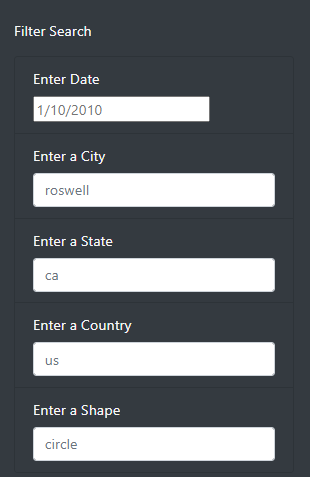 Filter Search
Enter Date
1/10/2010
Enter a City
roswell
Enter a State
ca
Enter a Country
us
Enter a Shape
circle